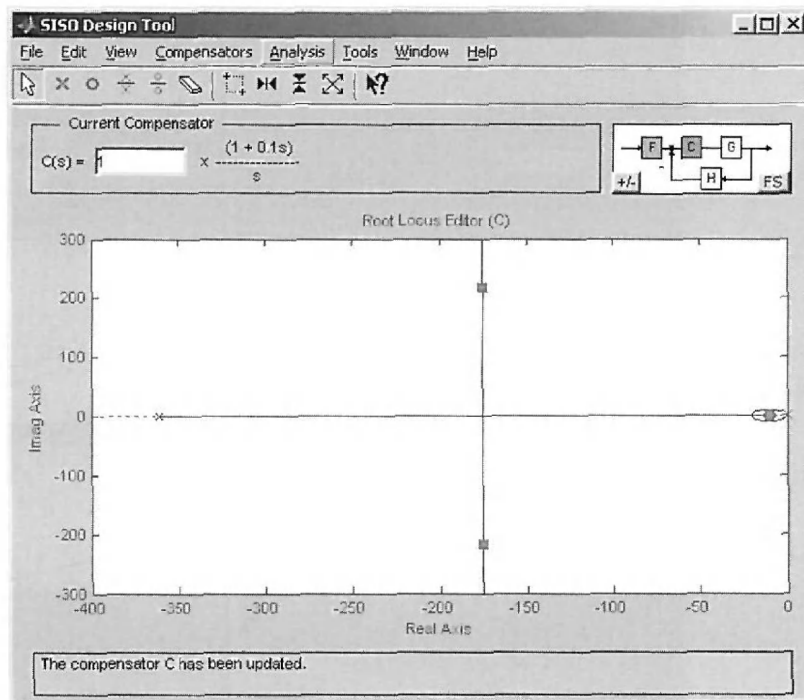 SISO Design Tool
File Edit View Compensators Analysis Tools Window Help
Current Compensator
C(s) = 1 x (1 + 0.1s)
s
F C G
H
+/- FS
Root Locus Editor (C)
300
200
100
0
-100
-200
-300
Imag Axis
-400 -350 -300 -250 -200 -150 -100 -50 0
Real Axis
The compensator C has been updated.